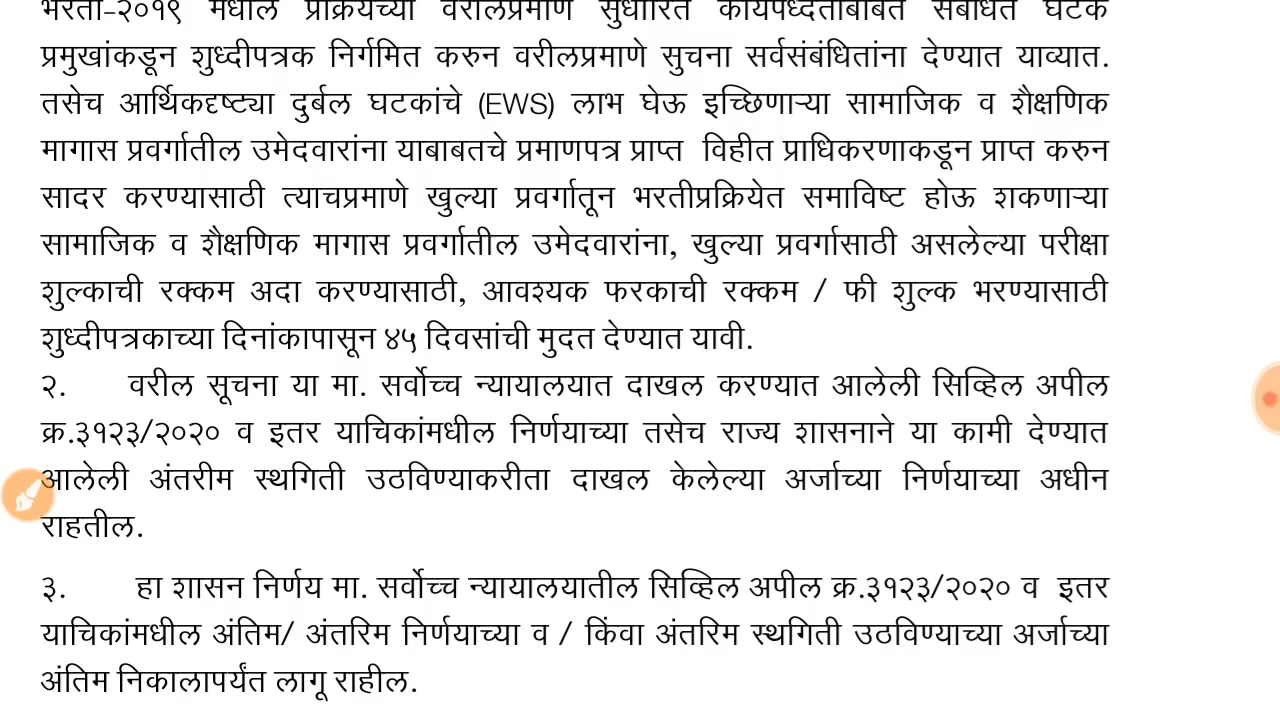 भरती-२०१९ मधील प्रक्रियेच्या वरीलप्रमाणे सुधारित कार्यपध्दतीबाबत संबंधित घटक
प्रमुखांकडून शुध्दीपत्रक निर्गमित करुन वरीलप्रमाणे सुचना सर्वसंबंधितांना देण्यात याव्यात.
तसेच आर्थिकदृष्ट्या दुर्बल घटकांचे (EWS) लाभ घेऊ इच्छिणाऱ्या सामाजिक व शैक्षणिक
मागास प्रवर्गातील उमेदवारांना याबाबतचे प्रमाणपत्र प्राप्त विहीत प्राधिकरणाकडून प्राप्त करुन
सादर करण्यासाठी त्याचप्रमाणे खुल्या प्रवर्गातून भरतीप्रक्रियेत समाविष्ट होऊ शकणाऱ्या
सामाजिक व शैक्षणिक मागास प्रवर्गातील उमेदवारांना, खुल्या प्रवर्गासाठी असलेल्या परीक्षा
शुल्काची रक्कम अदा करण्यासाठी, आवश्यक फरकाची रक्कम / फी शुल्क भरण्यासाठी
शुध्दीपत्रकाच्या दिनांकापासून ४५ दिवसांची मुदत देण्यात यावी.
२. वरील सूचना या मा. सर्वोच्च न्यायालयात दाखल करण्यात आलेली सिव्हिल अपील
क्र.३१२३/२०२० व इतर याचिकांमधील निर्णयाच्या तसेच राज्य शासनाने या कामी देण्यात
आलेली अंतरीम स्थगिती उठविण्याकरीता दाखल केलेल्या अर्जाच्या निर्णयाच्या अधीन
राहतील.
३. हा शासन निर्णय मा. सर्वोच्च न्यायालयातील सिव्हिल अपील क्र.३१२३/२०२० व इतर
याचिकांमधील अंतिम/ अंतरिम निर्णयाच्या व / किंवा अंतरिम स्थगिती उठविण्याच्या अर्जाच्या
अंतिम निकालापर्यंत लागू राहील.